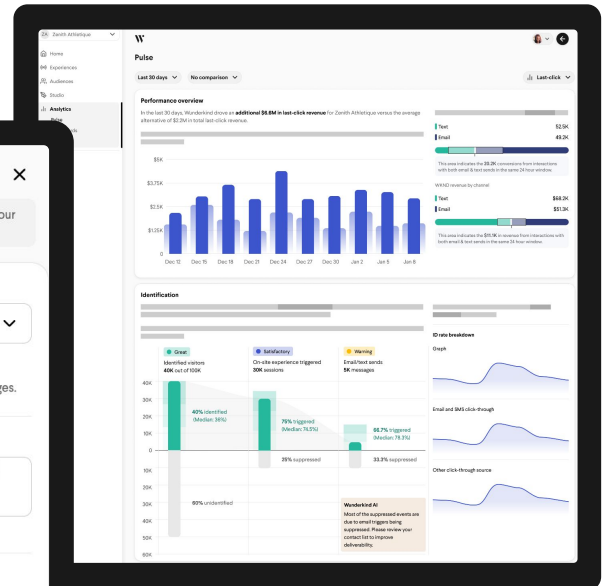 ZA Zenith Athletique
Home
Experiences
Audiences
Studio
Analytics
Pulse
W
Pulse
Last 30 days
No comparison
Last-click
Performance overview
In the last 30 days, Wunderkind drove an additional $6.6M in last-click revenue for Zenith Athletique versus the average
alternative of $2.2M in total last-click revenue.
$5K
$3.75K
$2.5K
$1.25K
0
Dec 12 Dec 15 Dec 18 Dec 21 Dec 24 Dec 27 Dec 30 Jan 2 Jan 5 Jan 8
Text 52.5K
Email 49.2K
This area indicates the 20.2K conversions from interactions
with both email & text sends in the same 24 hour window.
WKND revenue by channel
Text $68.2K
Email $51.3K
This area indicates the $11.1K in revenue from interactions with
both email & text sends in the same 24 hour window.
Identification
Great
Identified visitors
40K out of 100K
Satisfactory
On-site experience triggered
30K sessions
Warning
Email/text sends
5K messages
40K
30K
20K
10K
0
10K
20K
30K
40K
50K
60K
40% identified
(Median: 36%)
60% unidentified
75% triggered
(Median: 74.5%)
25% suppressed
66.7% triggered
(Median: 78.3%)
33.3% suppressed
Wunderkind AI
Most of the suppressed events are
due to email triggers being
suppressed. Please review your
contact list to improve
deliverability.
ID rate breakdown
Graph
Email and SMS click-through
Other click-through source
our
ges.